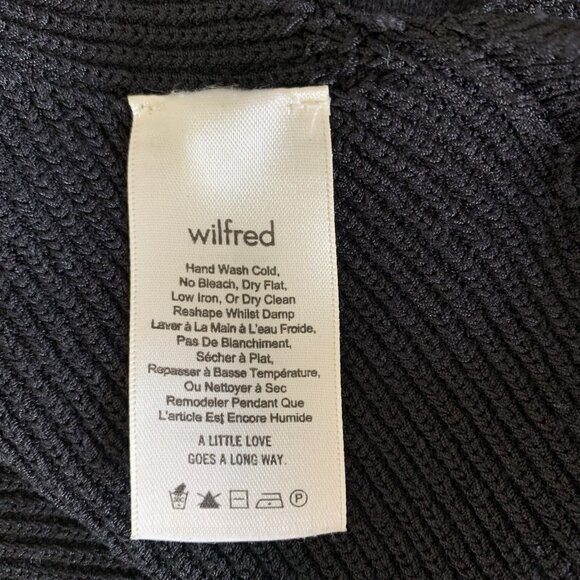 wilfred
Hand Wash Cold,
No Bleach, Dry Flat,
Low Iron, Or Dry Clean
Reshape Whilst Damp
Laver à La Main à L'eau Froide,
Pas De Blanchiment,
Sécher à Plat,
Repasser à Basse Température,
Ou Nettoyer à Sec
Remodeler Pendant Que
L'article Est Encore Humide
A LITTLE LOVE
GOES A LONG WAY.
P